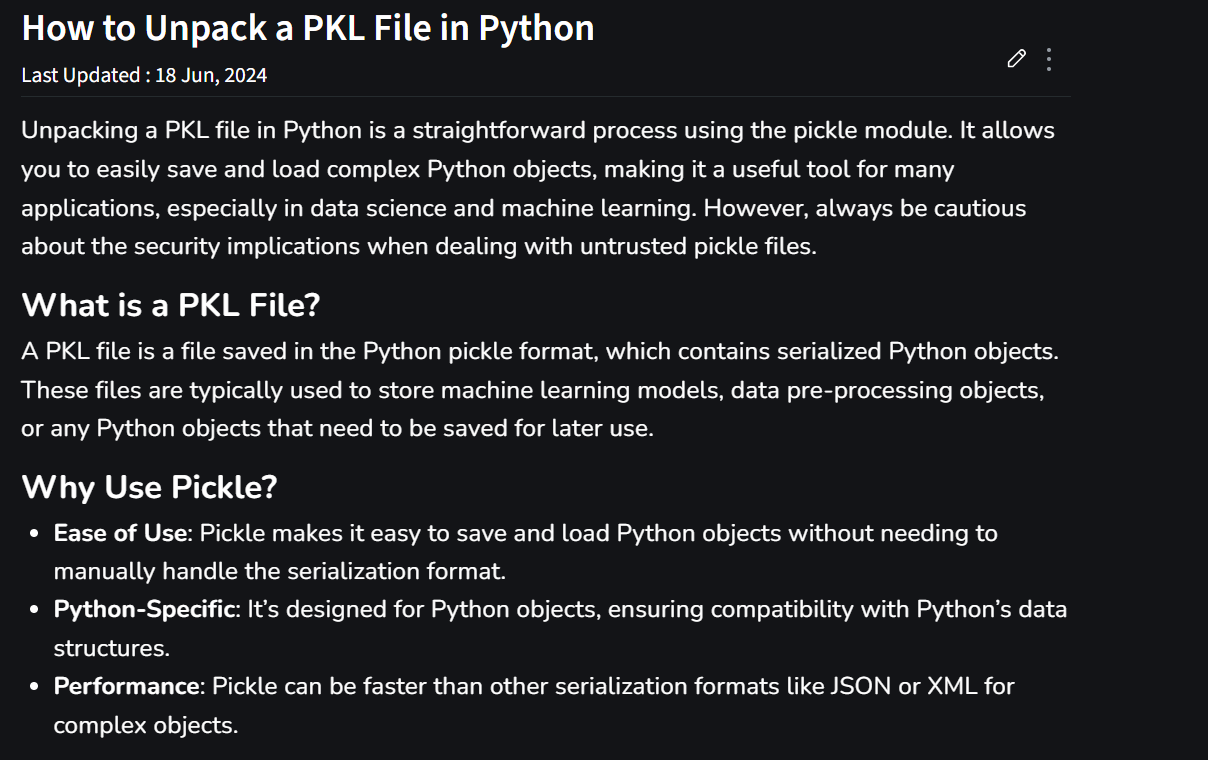 How to Unpack a PKL File in Python
Last Updated : 18 Jun, 2024
Unpacking a PKL file in Python is a straightforward process using the pickle module. It allows
you to easily save and load complex Python objects, making it a useful tool for many
applications, especially in data science and machine learning. However, always be cautious
about the security implications when dealing with untrusted pickle files.
What is a PKL File?
A PKL file is a file saved in the Python pickle format, which contains serialized Python objects.
These files are typically used to store machine learning models, data pre-processing objects,
or any Python objects that need to be saved for later use.
Why Use Pickle?
• Ease of Use: Pickle makes it easy to save and load Python objects without needing to
manually handle the serialization format.
• Python-Specific: It’s designed for Python objects, ensuring compatibility with Python’s data
structures.
• Performance: Pickle can be faster than other serialization formats like JSON or XML for
complex objects.